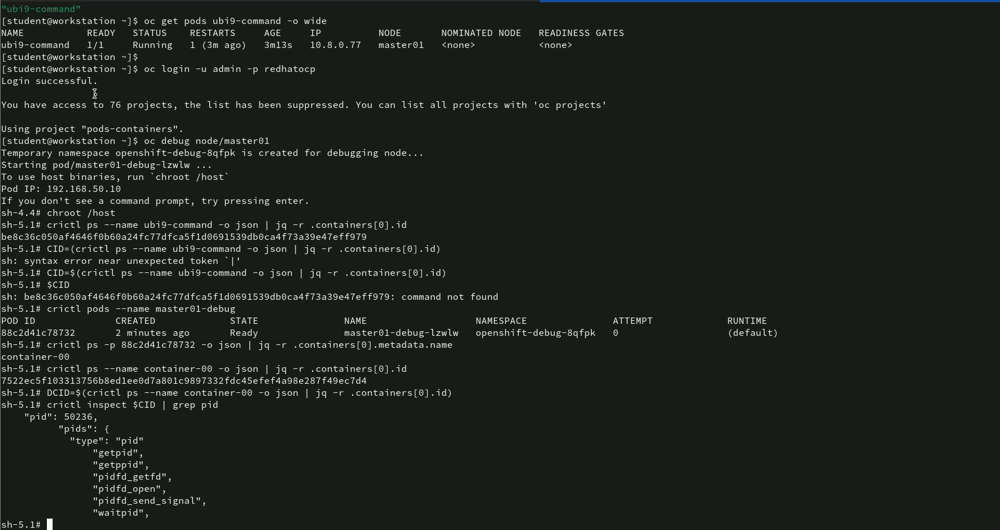 "ubi9-command"
[student@workstation ~]$ oc get pods ubi9-command -o wide
NAME           READY   STATUS    RESTARTS     AGE     IP          NODE       NOMINATED NODE   READINESS GATES
ubi9-command   1/1     Running   1 (3m ago)   3m13s   10.8.0.77   master01   <none>           <none>
[student@workstation ~]$
[student@workstation ~]$ oc login -u admin -p redhatocp
Login successful.

You have access to 76 projects, the list has been suppressed. You can list all projects with 'oc projects'

Using project "pods-containers".
[student@workstation ~]$ oc debug node/master01
Temporary namespace openshift-debug-8qfpk is created for debugging node...
Starting pod/master01-debug-lzwlw ...
To use host binaries, run `chroot /host`
Pod IP: 192.168.50.10
If you don't see a command prompt, try pressing enter.
sh-4.4# chroot /host
sh-5.1# crictl ps --name ubi9-command -o json | jq -r .containers[0].id
be8c36c050af4646f0b60a24fc77dfca5f1d0691539db0ca4f73a39e47eff979
sh-5.1# CID=(crictl ps --name ubi9-command -o json | jq -r .containers[0].id)
sh: syntax error near unexpected token `|'
sh-5.1# CID=$(crictl ps --name ubi9-command -o json | jq -r .containers[0].id)
sh-5.1# $CID
sh: be8c36c050af4646f0b60a24fc77dfca5f1d0691539db0ca4f73a39e47eff979: command not found
sh-5.1# crictl pods --name master01-debug
POD ID              CREATED             STATE               NAME                   NAMESPACE               ATTEMPT             RUNTIME
88c2d41c78732       2 minutes ago       Ready               master01-debug-lzwlw   openshift-debug-8qfpk   0                   (default)
sh-5.1# crictl ps -p 88c2d41c78732 -o json | jq -r .containers[0].metadata.name
container-00
sh-5.1# crictl ps --name container-00 -o json | jq -r .containers[0].id
7522ec5f103313756b8ed1ee0d7a801c9897332fdc45efef4a98e287f49ec7d4
sh-5.1# DCID=$(crictl ps --name container-00 -o json | jq -r .containers[0].id)
sh-5.1# crictl inspect $CID | grep pid
    "pid": 50236,
          "pids": {
            "type": "pid"
                "getpid",
                "getppid",
                "pidfd_getfd",
                "pidfd_open",
                "pidfd_send_signal",
                "waitpid",
sh-5.1#